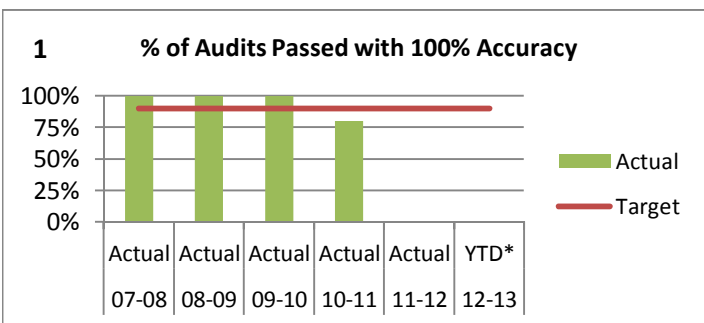 1 % of Audits Passed with 100% Accuracy
100%
75%
50%
25%
0%
Actual
Target
Actual Actual Actual Actual Actual YTD*
07-08 08-09 09-10 10-11 11-12 12-13